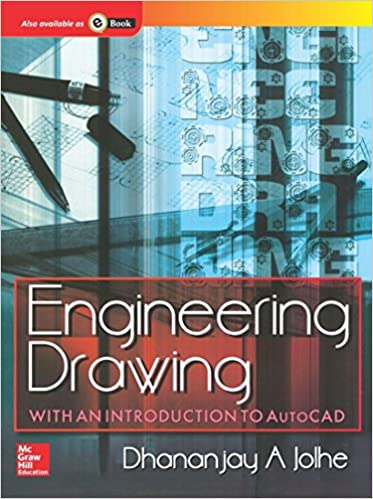 Also available as
e Book
Engineering
Drawing
WITH AN INTRODUCTION TO AUTOCAD
Mc
Graw
Hill
Education
Dhananjay A Jolhe